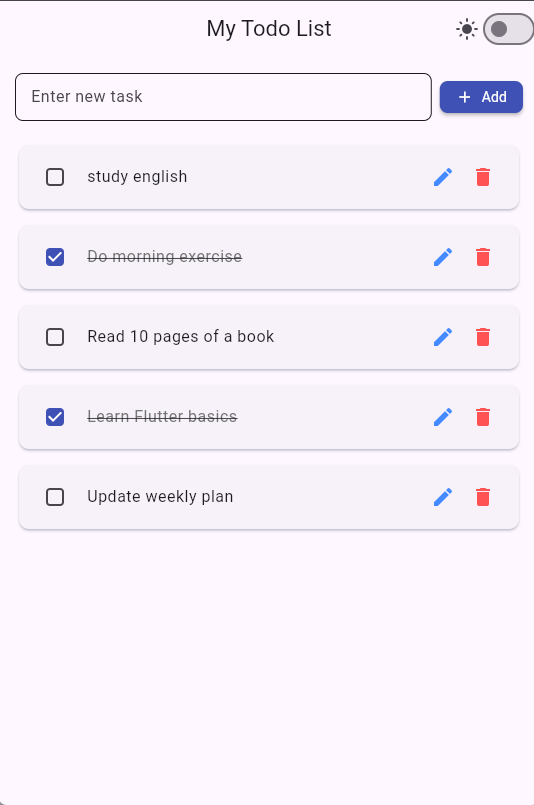 My Todo List
Enter new task
Add
study english
Do morning exercise
Read 10 pages of a book
Learn Flutter basics
Update weekly plan